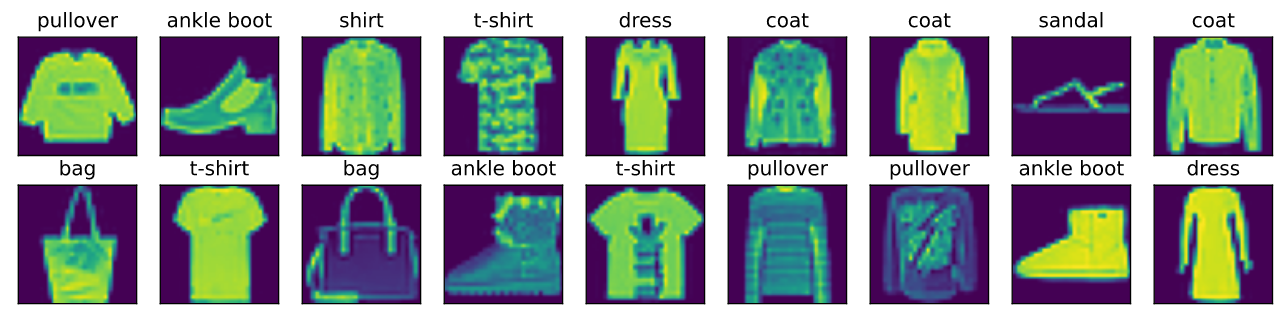 pullover ankle boot shirt t-shirt dress coat coat sandal coat
bag t-shirt bag ankle boot t-shirt pullover pullover ankle boot dress